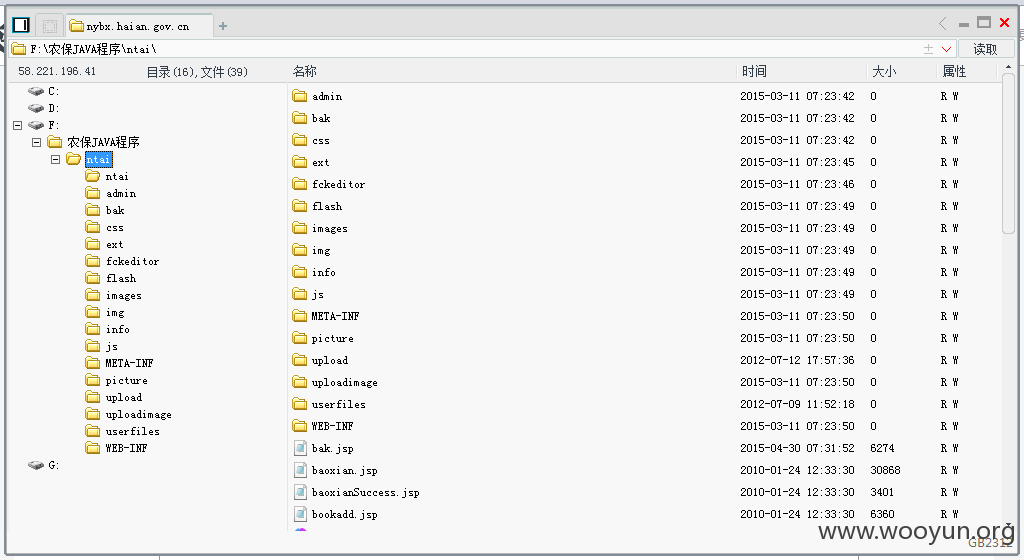 nybx.haian.gov.cn
F:\农保JAVA程序\ntai\
读取
58.221.196.41 目录(16),文件(39) 名称 时间 大小 属性
C:
D:
F:
农保JAVA程序
ntai
ntai
admin
bak
css
ext
fckeditor
flash
images
img
info
js
META-INF
picture
upload
uploadimage
userfiles
WEB-INF
G:
admin 2015-03-11 07:23:42 0 R W
bak 2015-03-11 07:23:42 0 R W
css 2015-03-11 07:23:42 0 R W
ext 2015-03-11 07:23:45 0 R W
fckeditor 2015-03-11 07:23:46 0 R W
flash 2015-03-11 07:23:49 0 R W
images 2015-03-11 07:23:49 0 R W
img 2015-03-11 07:23:49 0 R W
info 2015-03-11 07:23:49 0 R W
js 2015-03-11 07:23:49 0 R W
META-INF 2015-03-11 07:23:50 0 R W
picture 2015-03-11 07:23:50 0 R W
upload 2012-07-12 17:57:36 0 R W
uploadimage 2015-03-11 07:23:50 0 R W
userfiles 2012-07-09 11:52:18 0 R W
WEB-INF 2015-03-11 07:23:50 0 R W
bak.jsp 2015-04-30 07:31:52 6274 R W
baoxian.jsp 2010-01-24 12:33:30 30868 R W
baoxianSuccess.jsp 2010-01-24 12:33:30 3401 R W
bookadd.jsp 2010-01-24 12:33:30 6360 R W
www.wooyun.org
GB2312